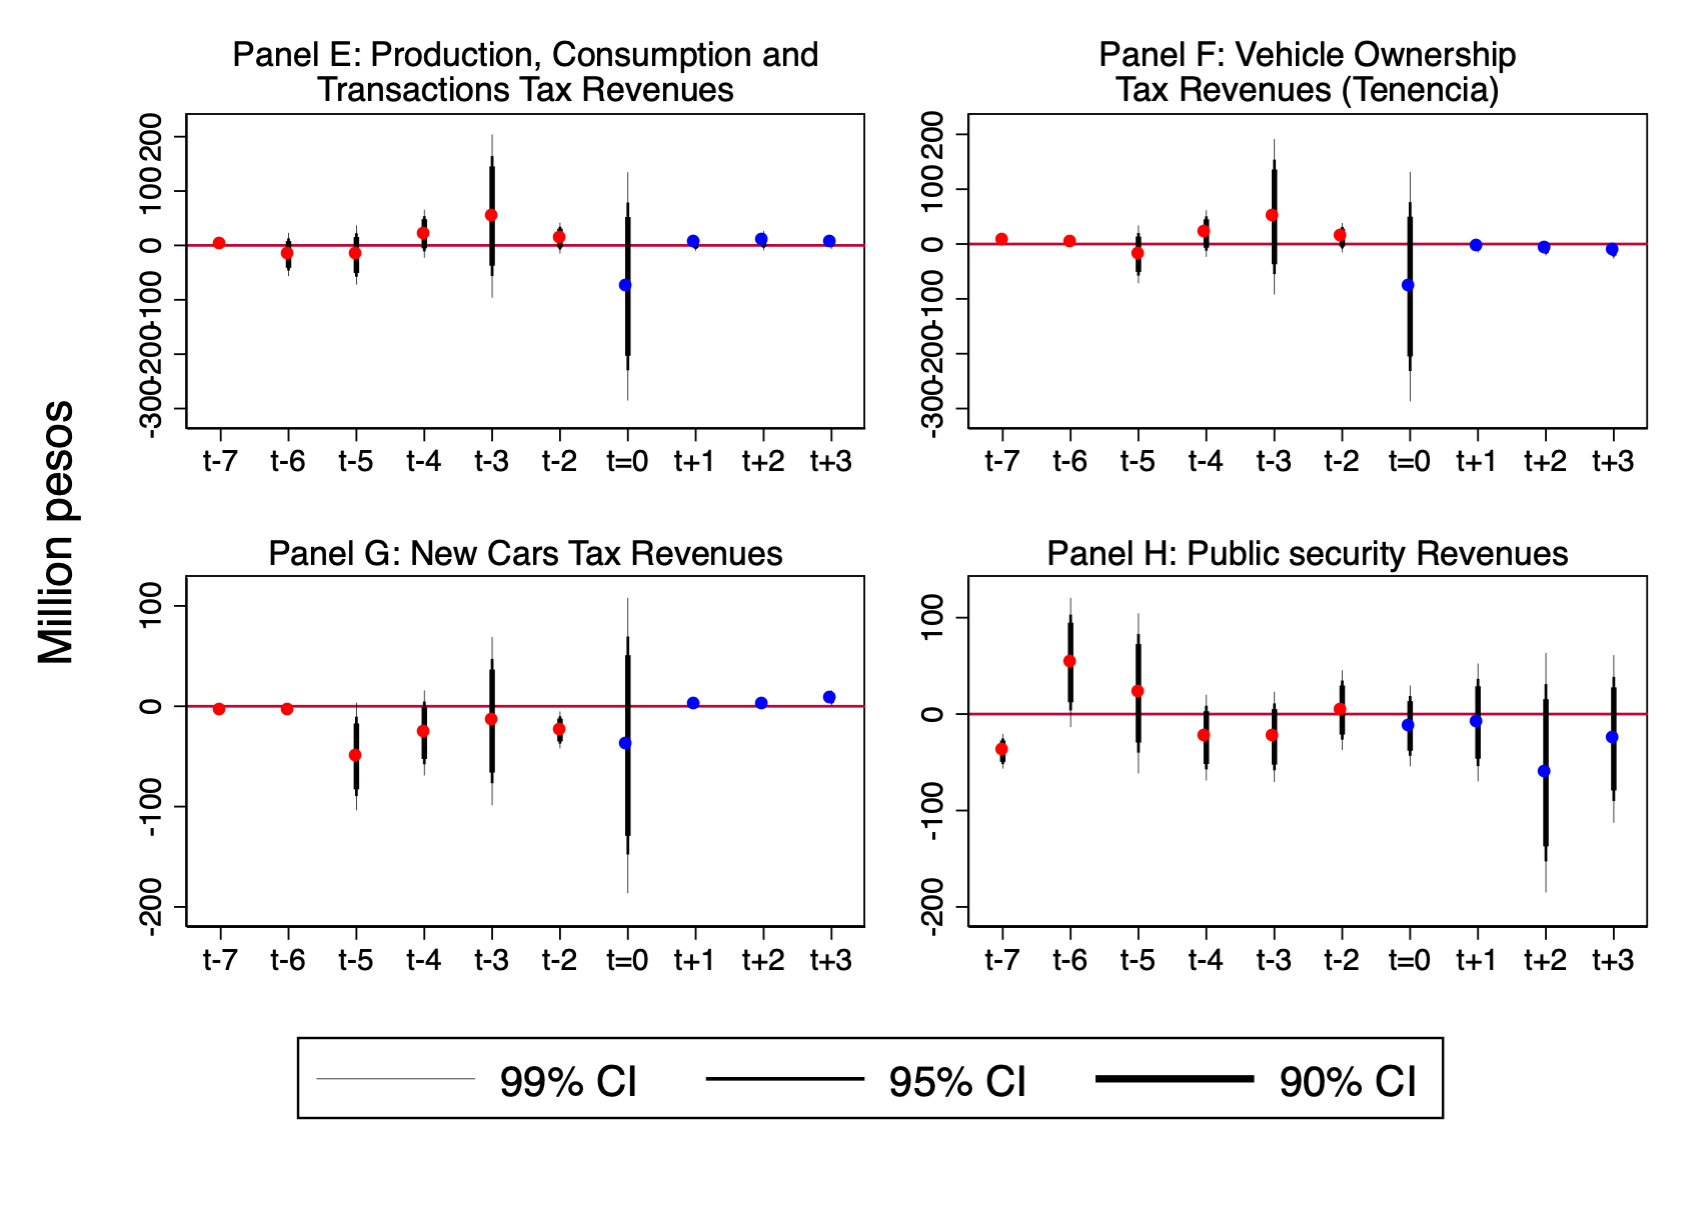 Panel E: Production, Consumption and
Transactions Tax Revenues
200
100
0
-100
-200
-300
t-7 t-6 t-5 t-4 t-3 t-2 t=0 t+1 t+2 t+3
Panel F: Vehicle Ownership
Tax Revenues (Tenencia)
200
100
0
-100
-200
-300
t-7 t-6 t-5 t-4 t-3 t-2 t=0 t+1 t+2 t+3
Million pesos
Panel G: New Cars Tax Revenues
100
0
-100
-200
t-7 t-6 t-5 t-4 t-3 t-2 t=0 t+1 t+2 t+3
Panel H: Public security Revenues
100
0
-100
-200
t-7 t-6 t-5 t-4 t-3 t-2 t=0 t+1 t+2 t+3
99% CI 95% CI 90% CI